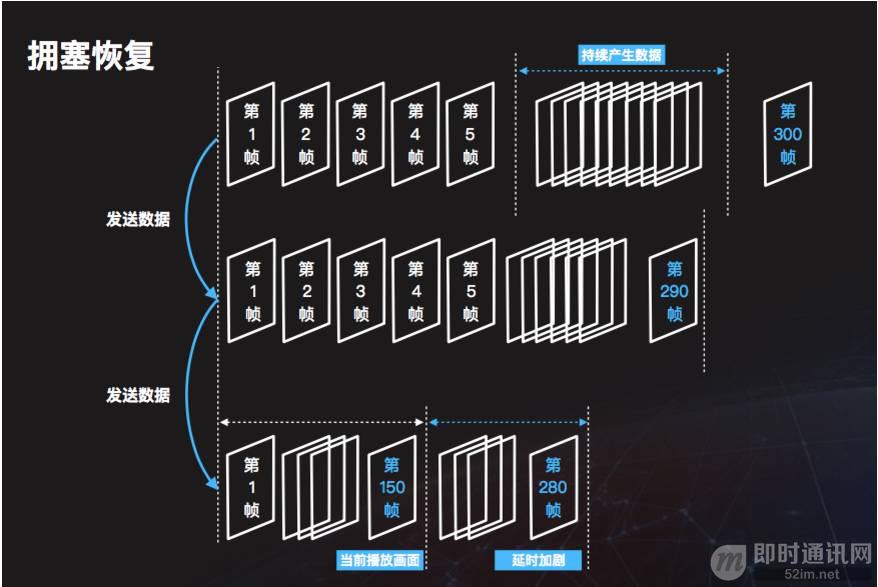 拥塞恢复
持续产生数据
第
1
帧
第
2
帧
第
3
帧
第
4
帧
第
5
帧
第
300
帧
发送数据
第
1
帧
第
2
帧
第
3
帧
第
4
帧
第
5
帧
第
290
帧
发送数据
第
1
帧
第
150
帧
第
280
帧
当前播放画面
延时加剧
即时通讯网
52im.net